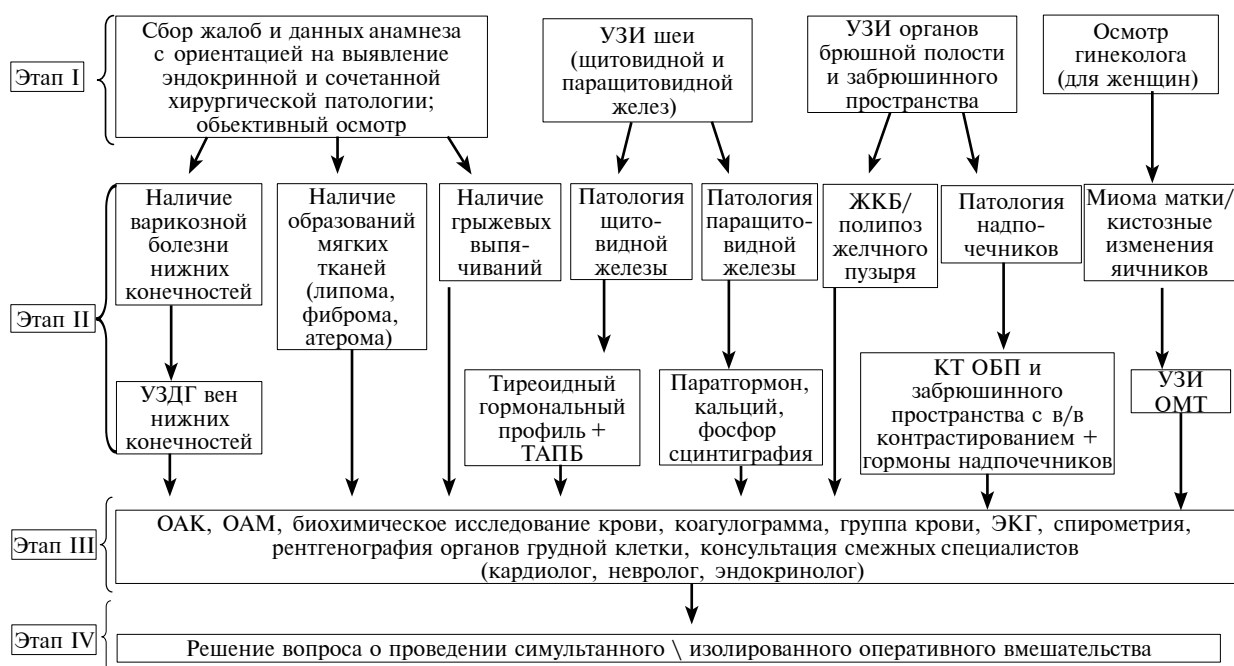 Этап I
Сбор жалоб и данных анамнеза
с ориентацией на выявление
эндокринной и сочетанной
хирургической патологии;
обьективный осмотр
УЗИ шеи
(щитовидной и
паращитовидной
желез)
УЗИ органов
брюшной полости
и забрюшинного
пространства
Осмотр
гинеколога
(для женщин)
Этап II
Наличие
варикозной
болезни
нижних
конечностей
Наличие
образований
мягких
тканей
(липома,
фиброма,
атерома)
Наличие
грыжевых
выпя-
чиваний
Патология
щито-
видной
железы
Патология
паращито-
видной
железы
ЖКБ/
полипоз
желчного
пузыря
Патология
надпо-
чечников
Миома матки/
кистозные
изменения
яичников
УЗДГ вен
нижних
конечностей
Тиреоидный
гормональный
профиль +
ТАПБ
Паратгормон,
кальций,
фосфор
сцинтиграфия
КТ ОБП и
забрюшинного
пространства с в/в
контрастированием +
гормоны надпочечников
УЗИ
ОМТ
Этап III
ОАК, ОАМ, биохимическое исследование крови, коагулограмма, группа крови, ЭКГ, спирометрия,
рентгенография органов грудной клетки, консультация смежных специалистов
(кардиолог, невролог, эндокринолог)
Этап IV
Решение вопроса о проведении симультанного \ изолированного оперативного вмешательства